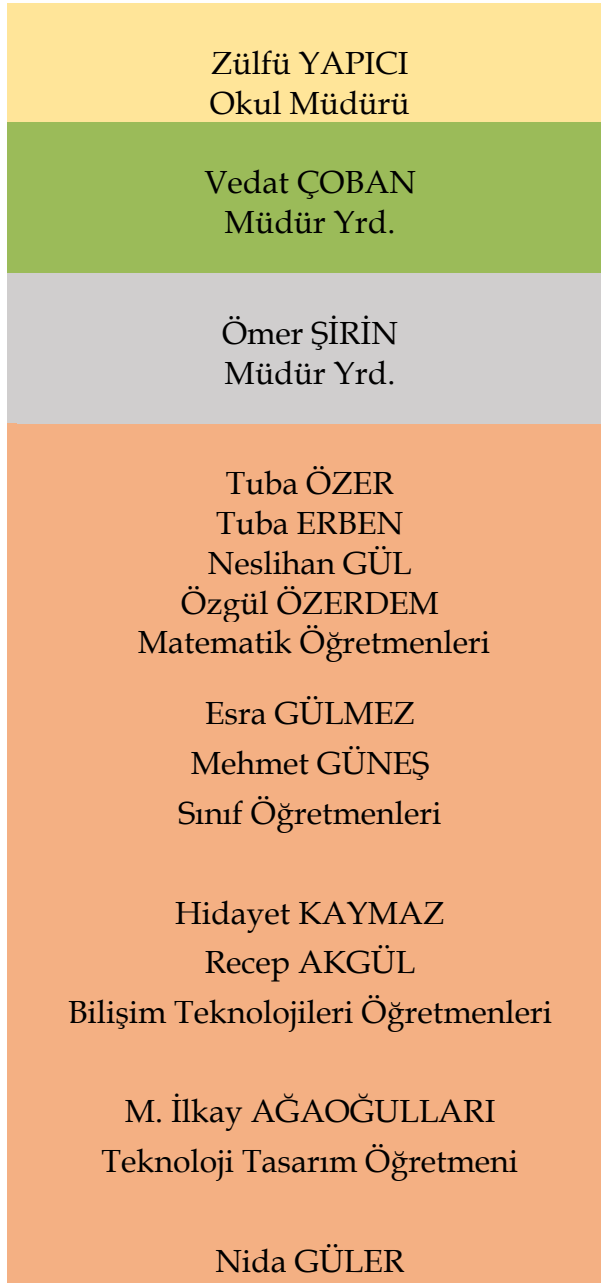 Zülfü YAPICI
Okul Müdürü
Vedat ÇOBAN
Müdür Yrd.
Ömer ŞİRİN
Müdür Yrd.
Tuba ÖZER
Tuba ERBEN
Neslihan GÜL
Özgül ÖZERDEM
Matematik Öğretmenleri
Esra GÜLMEZ
Mehmet GÜNEŞ
Sınıf Öğretmenleri
Hidayet KAYMAZ
Recep AKGÜL
Bilişim Teknolojileri Öğretmenleri
M. İlkay AĞAOĞULLARI
Teknoloji Tasarım Öğretmeni
Nida GÜLER